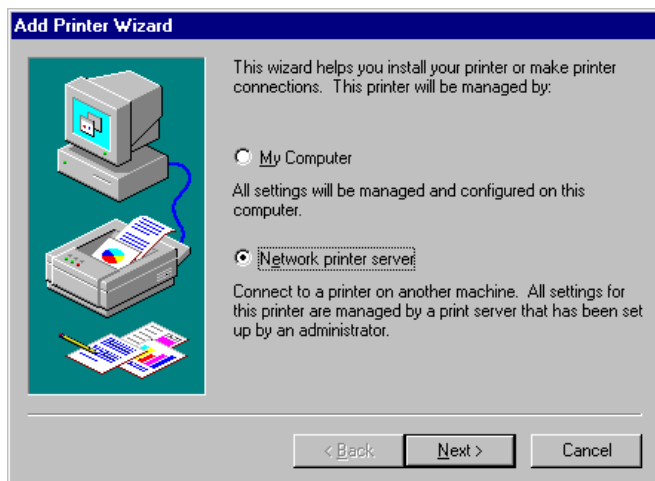 Add Printer Wizard
This wizard helps you install your printer or make printer
connections. This printer will be managed by:
My Computer
All settings will be managed and configured on this
computer.
Network printer server
Connect to a printer on another machine. All settings for
this printer are managed by a print server that has been set
up by an administrator.
< Back
Next >
Cancel